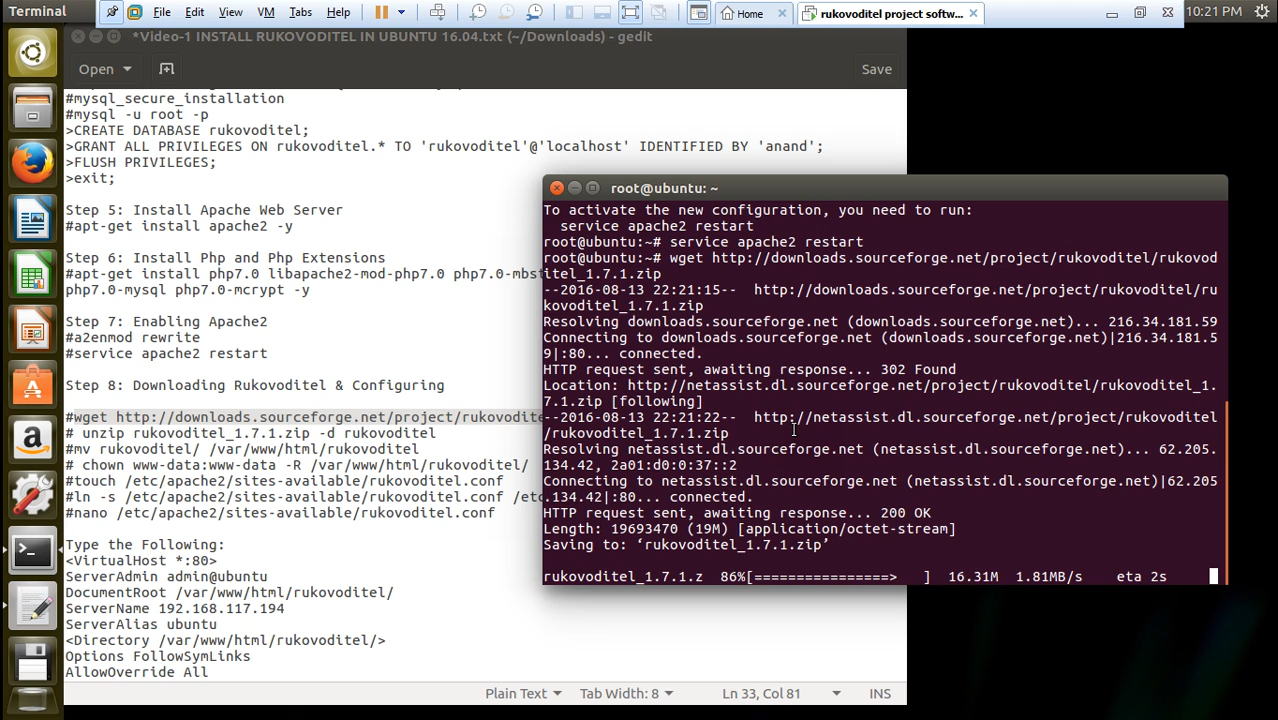 Terminal
File Edit View VM Tabs Help
Home
rukovoditel project softw...
10:21 PM
*Video-1 INSTALL RUKOVODITEL IN UBUNTU 16.04.txt (~/Downloads) - gedit
Open
Save
#mysql_secure_installation
#mysql -u root -p
>CREATE DATABASE rukovoditel;
>GRANT ALL PRIVILEGES ON rukovoditel.* TO 'rukovoditel'@'localhost' IDENTIFIED BY 'anand';
>FLUSH PRIVILEGES;
>exit;
Step 5: Install Apache Web Server
#apt-get install apache2 -y
Step 6: Install Php and Php Extensions
#apt-get install php7.0 libapache2-mod-php7.0 php7.0-mbst
php7.0-mysql php7.0-mcrypt -y
Step 7: Enabling Apache2
#a2enmod rewrite
#service apache2 restart
Step 8: Downloading Rukovoditel & Configuring
#wget http://downloads.sourceforge.net/project/rukovodite
# unzip rukovoditel_1.7.1.zip -d rukovoditel
#mv rukovoditel/ /var/www/html/rukovoditel
# chown www-data:www-data -R /var/www/html/rukovoditel/
#touch /etc/apache2/sites-available/rukovoditel.conf
#ln -s /etc/apache2/sites-available/rukovoditel.conf /etc
#nano /etc/apache2/sites-available/rukovoditel.conf
Type the Following:
<VirtualHost *:80>
ServerAdmin admin@ubuntu
DocumentRoot /var/www/html/rukovoditel/
ServerName 192.168.117.194
ServerAlias ubuntu
<Directory /var/www/html/rukovoditel/>
Options FollowSymLinks
AllowOverride All
Plain Text Tab Width: 8 Ln 33, Col 81 INS
root@ubuntu: ~
To activate the new configuration, you need to run:
service apache2 restart
root@ubuntu:~# service apache2 restart
root@ubuntu:~# wget http://downloads.sourceforge.net/project/rukovoditel/rukovod
itel_1.7.1.zip
--2016-08-13 22:21:15-- http://downloads.sourceforge.net/project/rukovoditel/ru
kovoditel_1.7.1.zip
Resolving downloads.sourceforge.net (downloads.sourceforge.net)... 216.34.181.59
Connecting to downloads.sourceforge.net (downloads.sourceforge.net)|216.34.181.5
9|:80... connected.
HTTP request sent, awaiting response... 302 Found
Location: http://netassist.dl.sourceforge.net/project/rukovoditel/rukovoditel_1.
7.1.zip [following]
--2016-08-13 22:21:22-- http://netassist.dl.sourceforge.net/project/rukovoditel
/rukovoditel_1.7.1.zip
Resolving netassist.dl.sourceforge.net (netassist.dl.sourceforge.net)... 62.205.
134.42, 2a01:d0:0:37::2
Connecting to netassist.dl.sourceforge.net (netassist.dl.sourceforge.net)|62.205
.134.42|:80... connected.
HTTP request sent, awaiting response... 200 OK
Length: 19693470 (19M) [application/octet-stream]
Saving to: ‘rukovoditel_1.7.1.zip’
rukovoditel_1.7.1.z 86%[================> ] 16.31M 1.81MB/s eta 2s